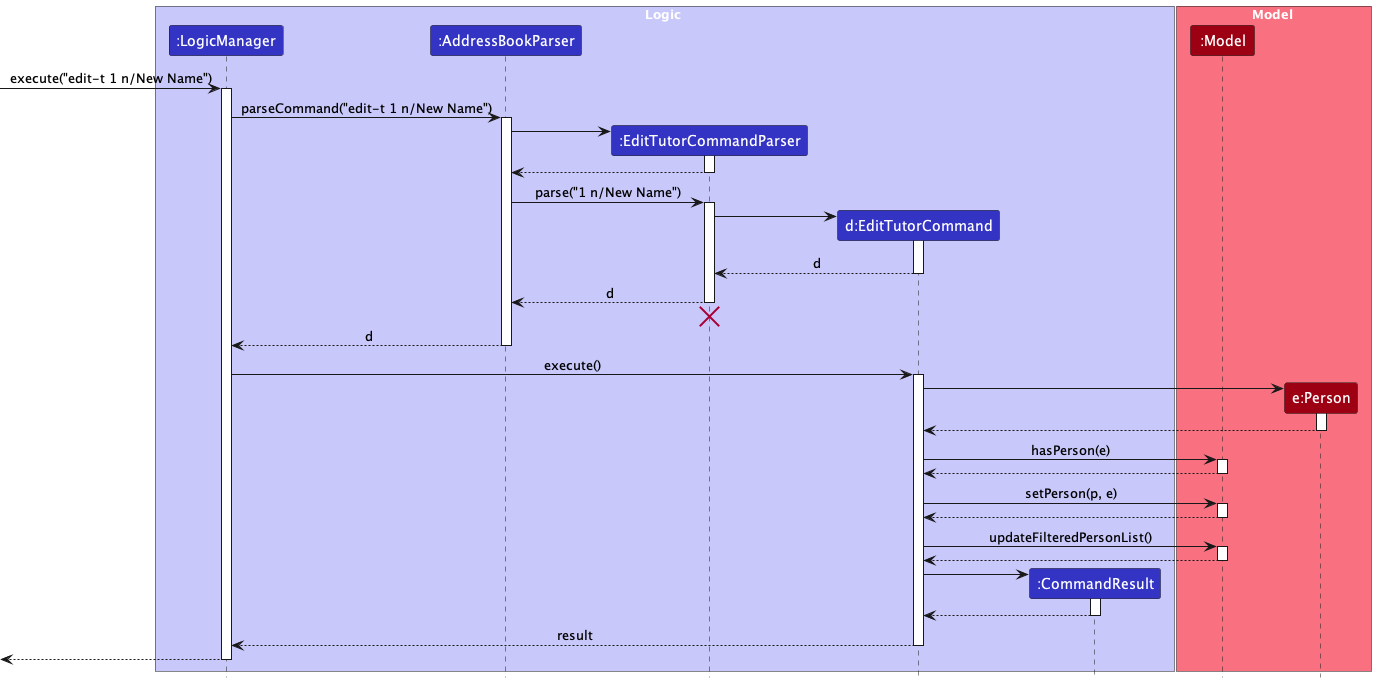 Logic
Model
:LogicManager
:AddressBookParser
:Model
execute("edit-t 1 n/New Name")
parseCommand("edit-t 1 n/New Name")
:EditTutorCommandParser
parse("1 n/New Name")
d:EditTutorCommand
d
d
d
execute()
e:Person
hasPerson(e)
setPerson(p, e)
updateFilteredPersonList()
:CommandResult
result